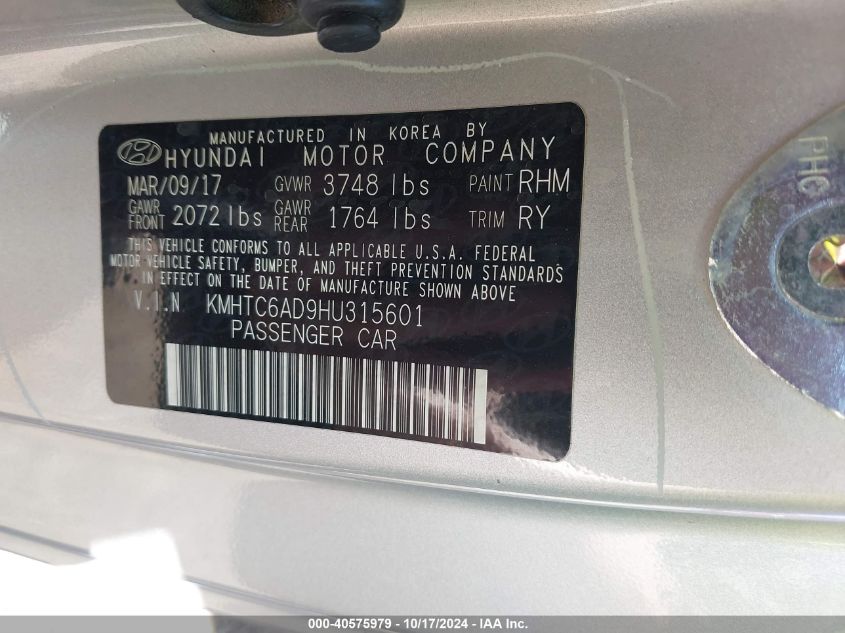 MANUFACTURED IN KOREA BY
HYUNDAI MOTOR COMPANY
MAR/09/17 GVWR 3748 lbs PAINT RHM
GAWR FRONT 2072 lbs GAWR REAR 1764 lbs TRIM RY
THIS VEHICLE CONFORMS TO ALL APPLICABLE U.S.A. FEDERAL
MOTOR VEHICLE SAFETY, BUMPER, AND THEFT PREVENTION STANDARDS
IN EFFECT ON THE DATE OF MANUFACTURE SHOWN ABOVE
V.I.N KMHTC6AD9HU315601
PASSENGER CAR
PHC
000-40575979 - 10/17/2024 - IAA Inc.